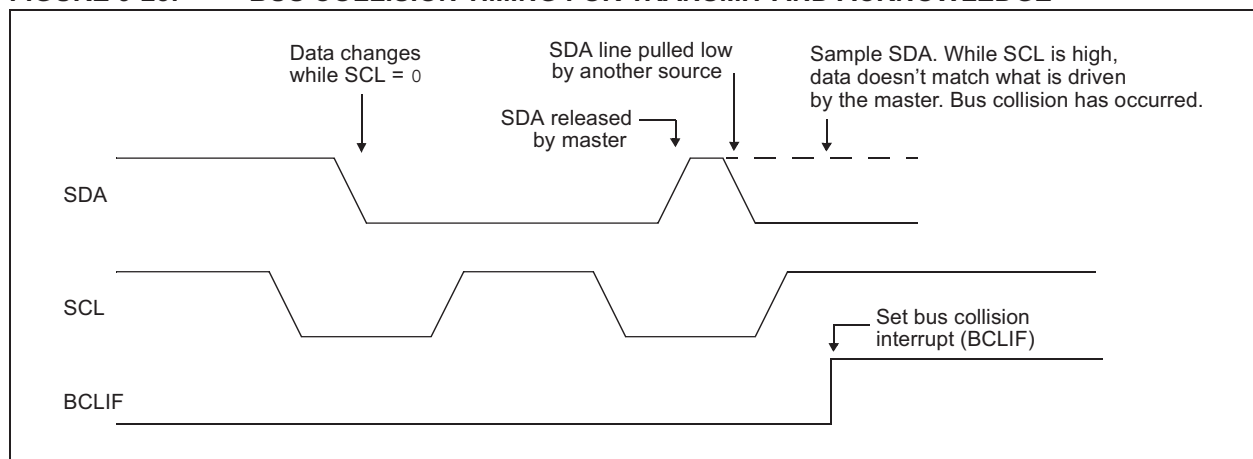 Data changes
while SCL = 0
SDA line pulled low
by another source
Sample SDA. While SCL is high,
data doesn't match what is driven
by the master. Bus collision has occurred.
SDA released
by master
SDA
SCL
Set bus collision
interrupt (BCLIF)
BCLIF